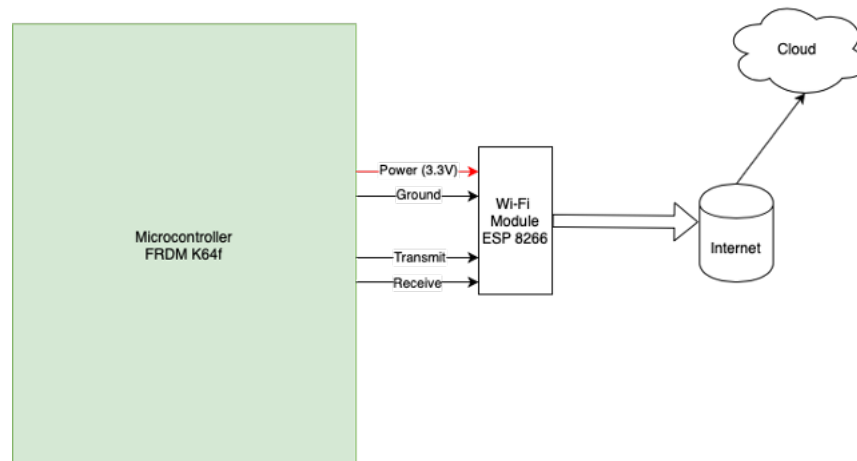 Cloud
Power (3.3V)
Ground
Wi-Fi
Module
ESP 8266
Microcontroller
FRDM K64f
Internet
Transmit
Receive